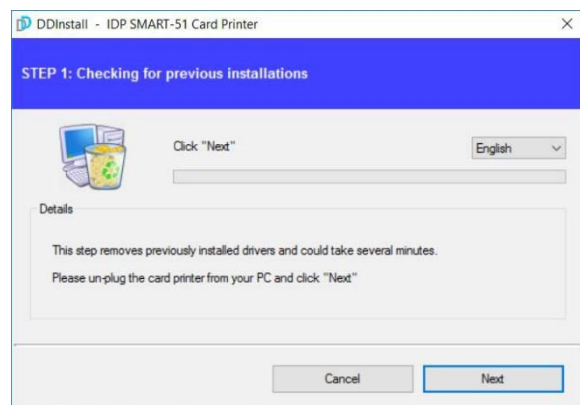 DDInstall - IDP SMART-51 Card Printer
STEP 1: Checking for previous installations
Click "Next"
English
Details
This step removes previously installed drivers and could take several minutes.
Please un-plug the card printer from your PC and click "Next"
Cancel
Next